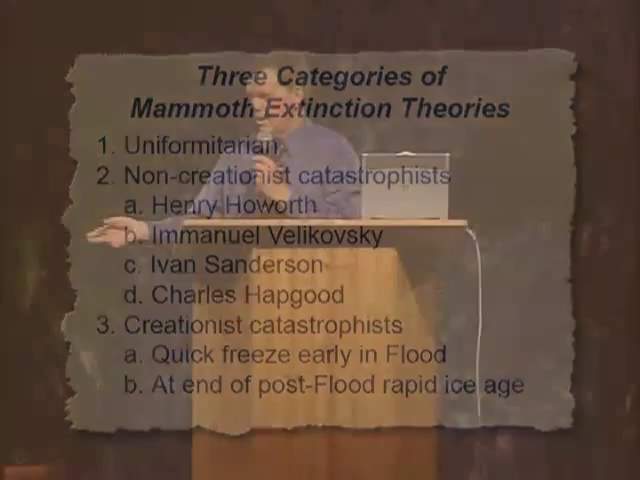 Three Categories of
Mammoth Extinction Theories
1. Uniformitarian
2. Non-creationist catastrophists
a. Henry Howorth
b. Immanuel Velikovsky
c. Ivan Sanderson
d. Charles Hapgood
3. Creationist catastrophists
a. Quick freeze early in Flood
b. At end of post-Flood rapid ice age